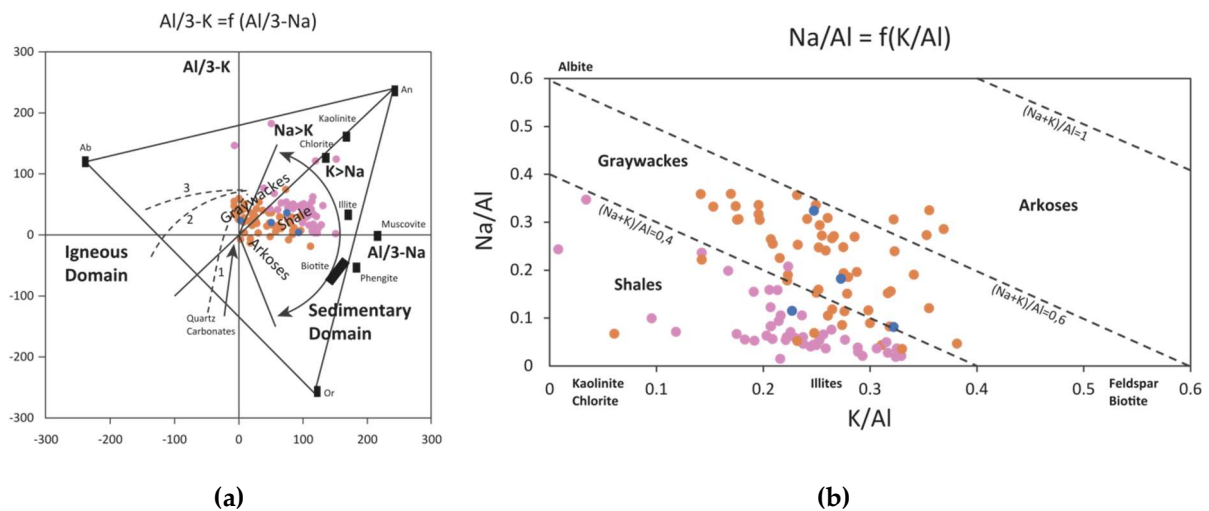 Al/3-K =f (Al/3-Na)
300
200
100
0
-100
-200
-300
-300
-200
-100
0
100
200
300
Al/3-K
An
Kaolinite
Na>K
Chlorite
K>Na
Ab
3
2
1
Graywackes
Shale
Arkoses
Illite
Muscovite
Al/3-Na
Igneous
Domain
Biotite
Phengite
Sedimentary
Domain
Quartz
Carbonates
Or
(a)
Na/Al = f(K/Al)
Na/Al
0.6
0.5
0.4
0.3
0.2
0.1
0
Albite
(Na+K)/Al=1
Graywackes
(Na+K)/Al=0,4
Arkoses
Shales
(Na+K)/Al=0,6
0
0.1
0.2
0.3
0.4
0.5
0.6
Kaolinite
Chlorite
Illites
Feldspar
Biotite
K/Al
(b)